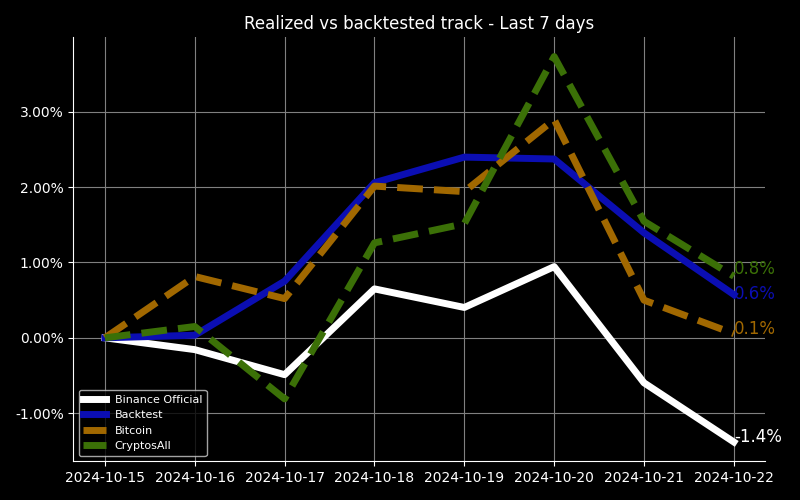 Realized vs backtested track - Last 7 days
3.00%
2.00%
1.00%
0.00%
-1.00%
0.8%
0.6%
0.1%
-1.4%
Binance Official
Backtest
Bitcoin
CryptosAll
2024-10-15 2024-10-16 2024-10-17 2024-10-18 2024-10-19 2024-10-20 2024-10-21 2024-10-22